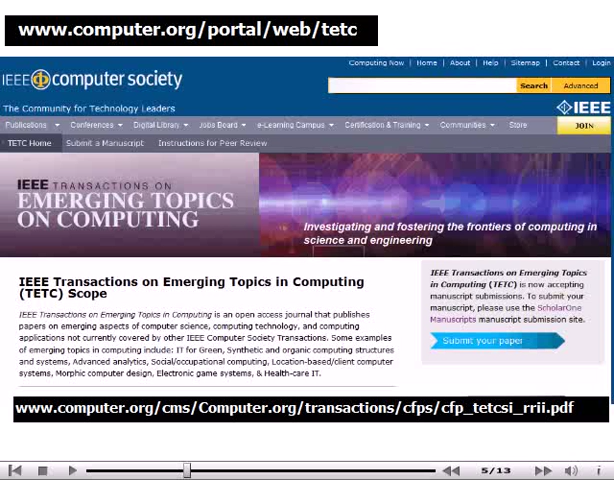 www.computer.org/portal/web/tetc
Computing Now | Home | About | Help | Sitemap | Contact | Login
IEEE computer society
Search Advanced
The Community for Technology Leaders
IEEE
Publications Conferences Digital Library Jobs Board e-Learning Campus Certification & Training Communities Store JOIN
TETC Home Submit a Manuscript Instructions for Peer Review
IEEE TRANSACTIONS ON
EMERGING TOPICS
ON COMPUTING
Investigating and fostering the frontiers of computing in
science and engineering
IEEE Transactions on Emerging Topics in Computing
(TETC) Scope
IEEE Transactions on Emerging Topics in Computing is an open access journal that publishes
papers on emerging aspects of computer science, computing technology, and computing
applications not currently covered by other IEEE Computer Society Transactions. Some examples
of emerging topics in computing include: IT for Green, Synthetic and organic computing structures
and systems, Advanced analytics, Social/occupational computing, Location-based/client computer
systems, Morphic computer design, Electronic game systems, & Health-care IT.
IEEE Transactions on Emerging Topics
in Computing (TETC) is now accepting
manuscript submissions. To submit your
manuscript, please use the ScholarOne
Manuscripts manuscript submission site.
Submit your paper
www.computer.org/cms/Computer.org/transactions/cfps/cfp_tetcsi_rrii.pdf
5/13